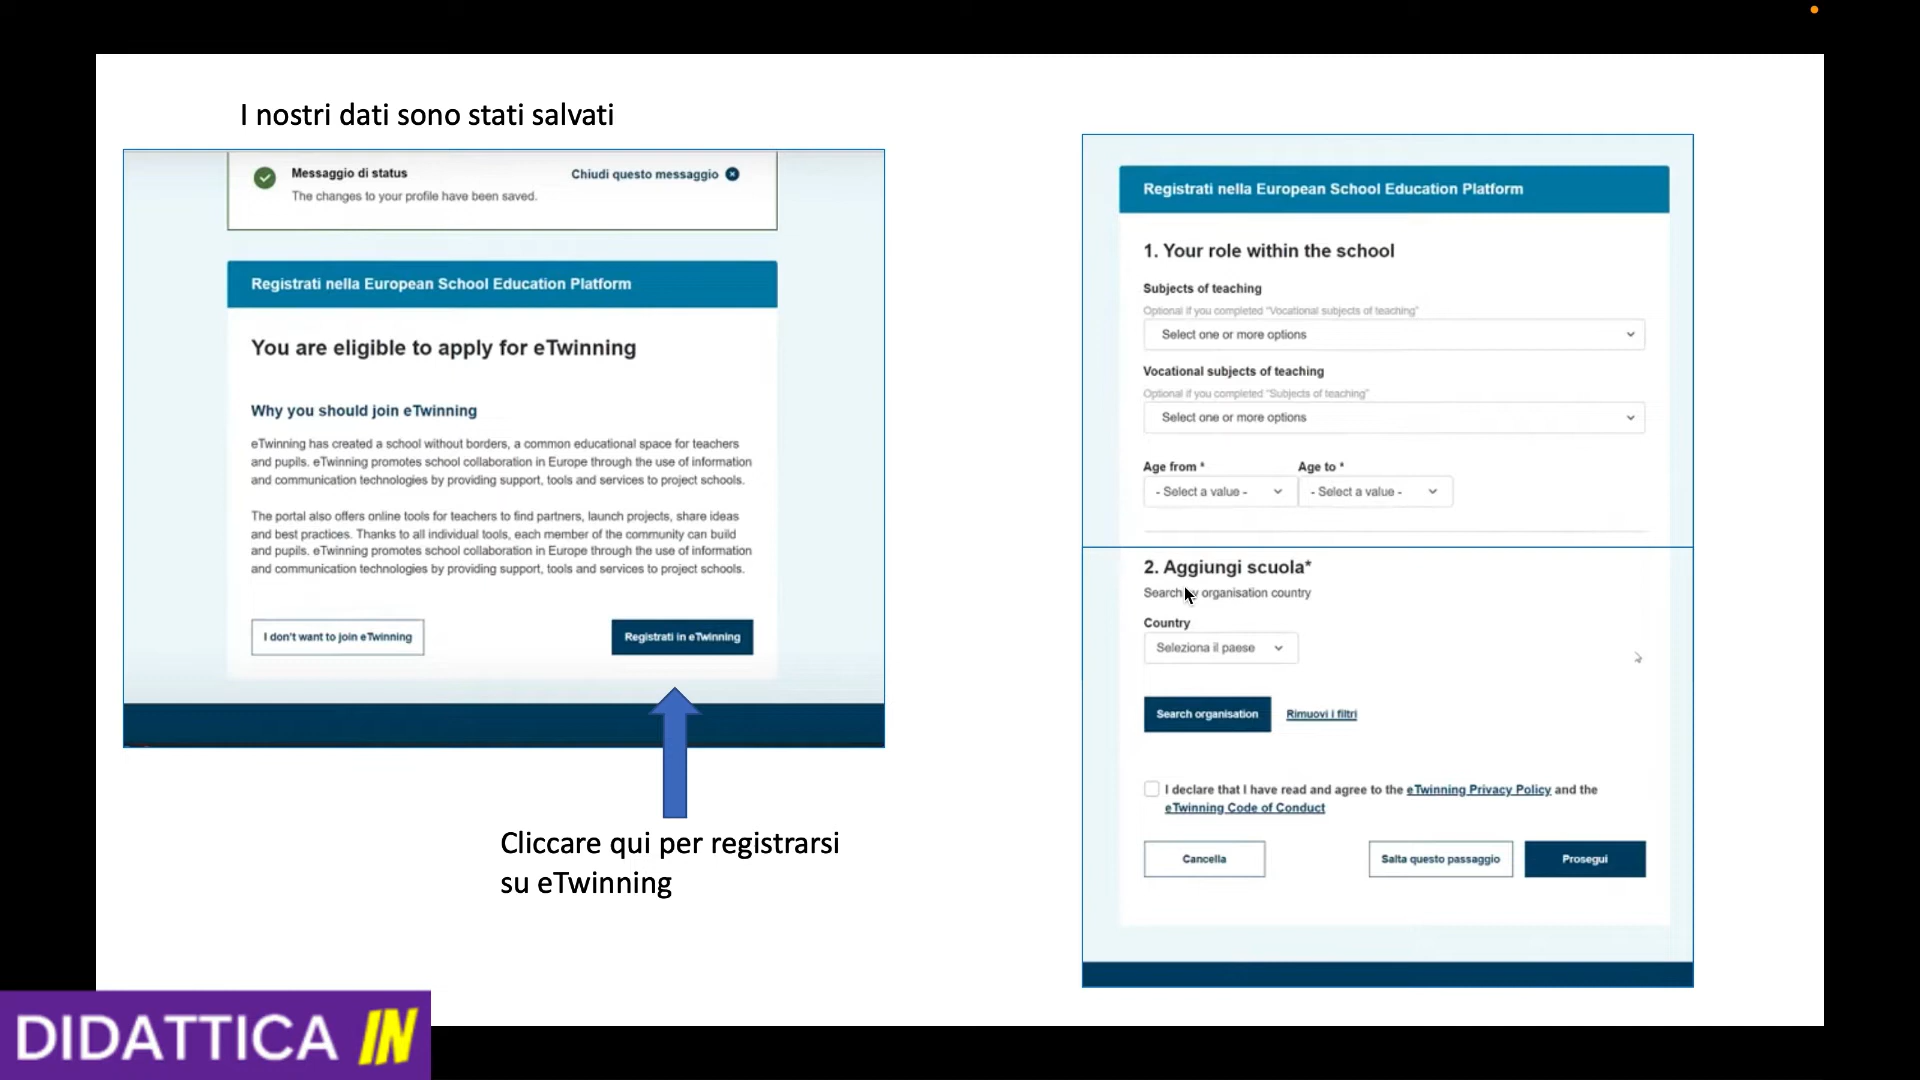 I nostri dati sono stati salvati
Messaggio di status
Chiudi questo messaggio
The changes to your profile have been saved.
Registrati nella European School Education Platform
You are eligible to apply for eTwinning
Why you should join eTwinning
eTwinning has created a school without borders, a common educational space for teachers
and pupils. eTwinning promotes school collaboration in Europe through the use of information
and communication technologies by providing support, tools and services to project schools.
The portal also offers online tools for teachers to find partners, launch projects, share ideas
and best practices. Thanks to all individual tools, each member of the community can build
and pupils. eTwinning promotes school collaboration in Europe through the use of information
and communication technologies by providing support, tools and services to project schools.
I don't want to join eTwinning
Registrati in eTwinning
Cliccare qui per registrarsi
su eTwinning
Registrati nella European School Education Platform
1. Your role within the school
Subjects of teaching
Optional if you completed "Vocational subjects of teaching"
Select one or more options
Vocational subjects of teaching
Optional if you completed "Subjects of teaching"
Select one or more options
Age from * Age to *
- Select a value - - Select a value -
2. Aggiungi scuola*
Search organisation country
Country
Seleziona il paese
Search organisation Rimuovi i filtri
I declare that I have read and agree to the eTwinning Privacy Policy and the
eTwinning Code of Conduct
Cancella Salta questo passaggio Prosegui
DIDATTICA IN